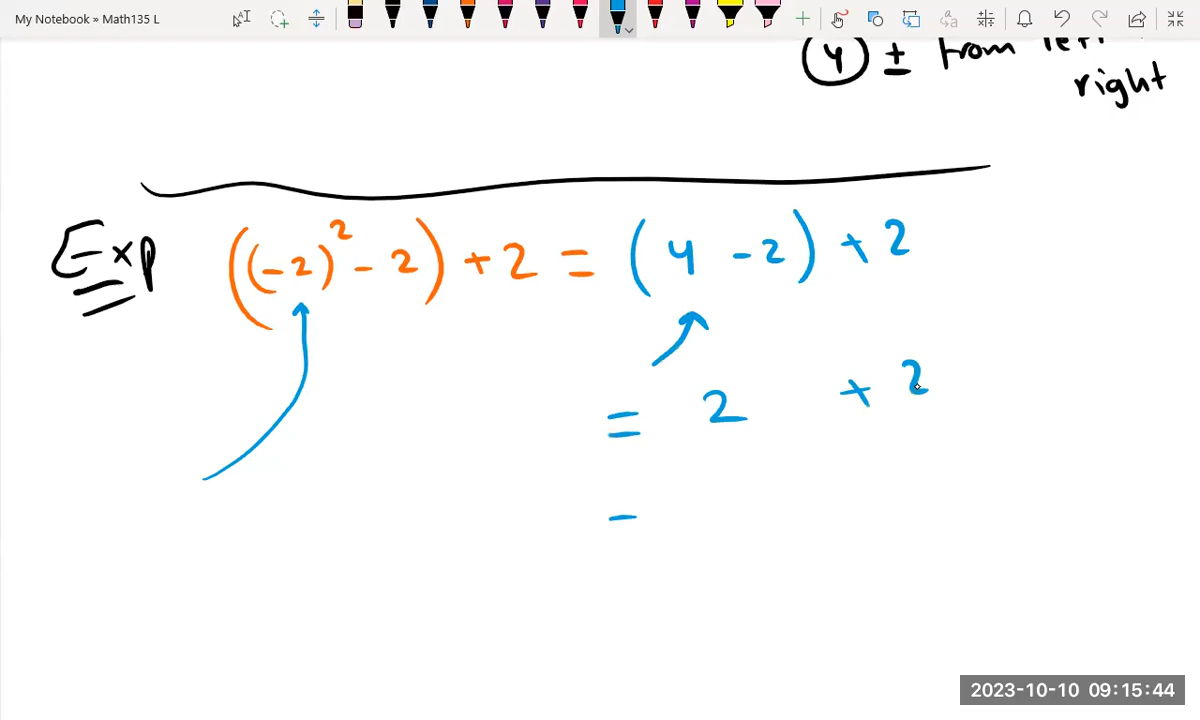 My Notebook » Math135 L
④ ± from left
right
Exp ((-2)² - 2) + 2 = (4 - 2) + 2
= 2 + 2
-
2023-10-10 09:15:44